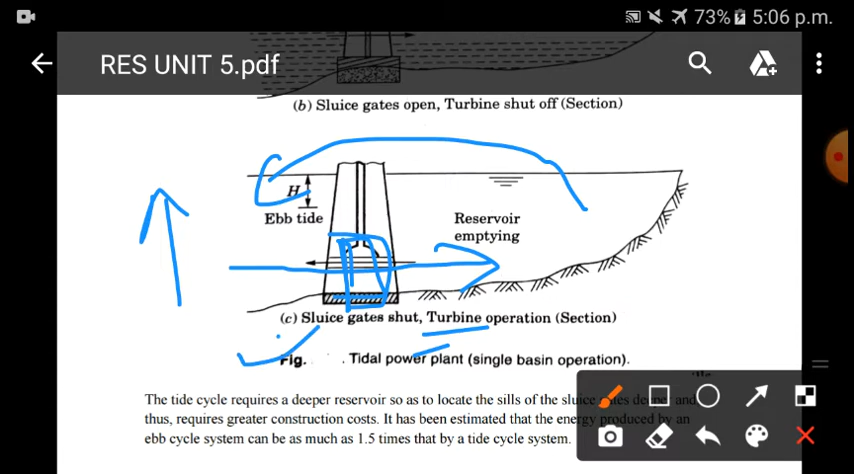 73% 5:06 p.m.
RES UNIT 5.pdf
(b) Sluice gates open, Turbine shut off (Section)
H
Ebb tide
Reservoir
emptying
(c) Sluice gates shut, Turbine operation (Section)
Fig. . Tidal power plant (single basin operation).
The tide cycle requires a deeper reservoir so as to locate the sills of the sluice gates deeper and
thus, requires greater construction costs. It has been estimated that the energy produced by an
ebb cycle system can be as much as 1.5 times that by a tide cycle system.